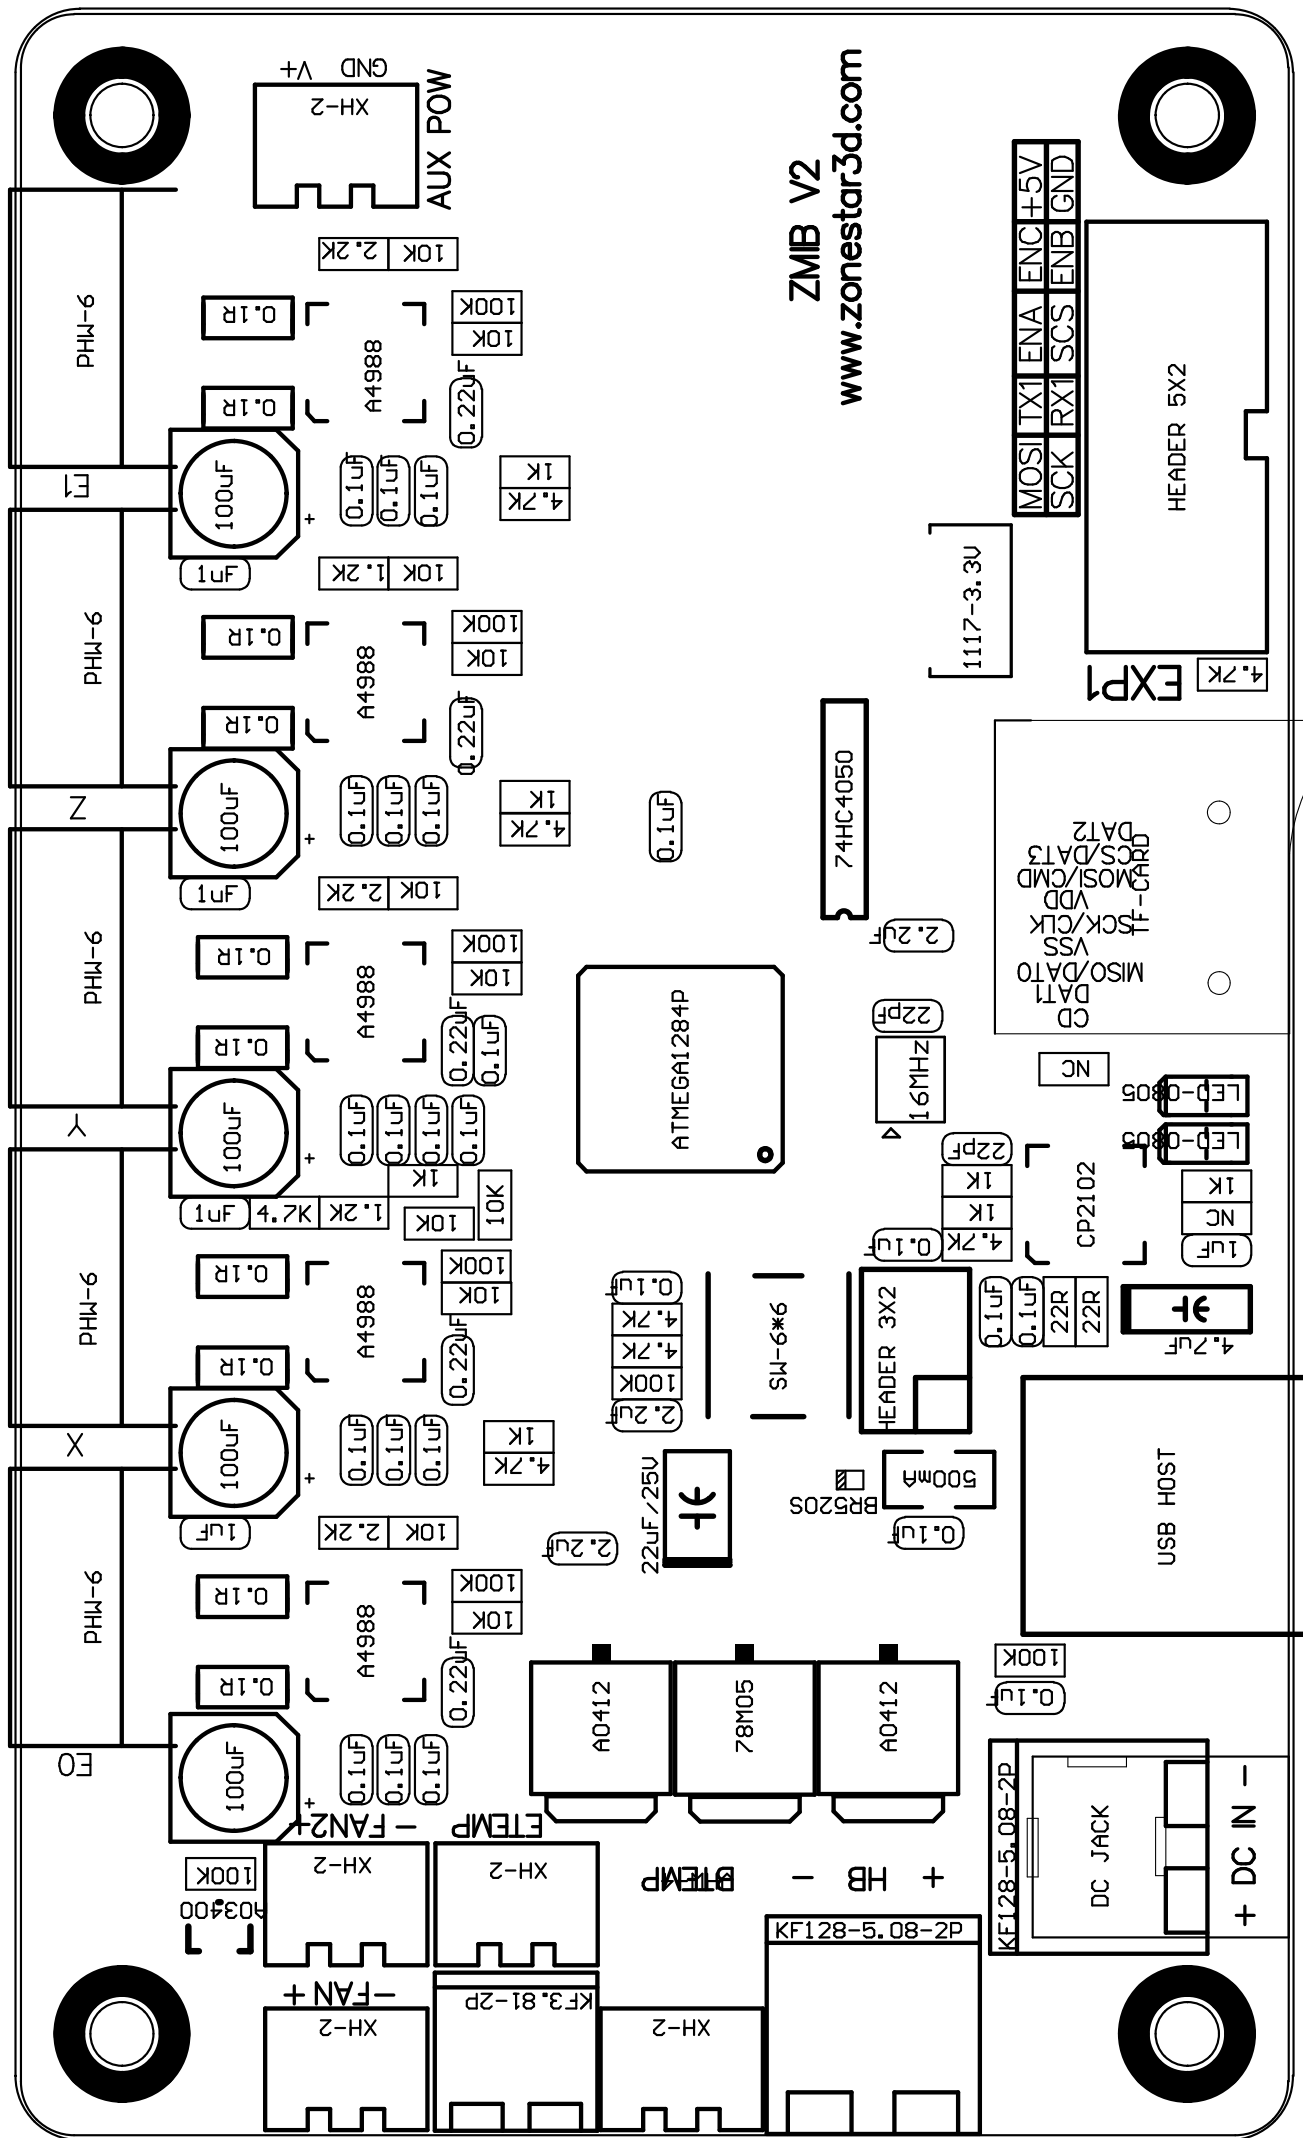 V+ GND
XH-2
AUX POW
ZMIB V2
www.zonestar3d.com
MOSI TX1 ENA ENC +5V
SCK RX1 SCS ENB GND
HEADER 5X2
EXP1
4.7K
2.2K 10K
PHW-6
0.1R
A4988
100K
10K
0.1R
0.22uF
E1
100uF
+
0.1uF
0.1uF
0.1uF
1K
4.7K
1uF
1.2K 10K
1117-3.3V
PHW-6
0.1R
A4988
100K
10K
0.1R
0.22uF
Z
100uF
+
0.1uF
0.1uF
0.1uF
1K
4.7K
0.1uF
74HC4050
1uF
2.2K 10K
2.2uF
DAT2
CS/DAT3
MOSI/CMD
VDD
SCK/CLK
VSS
MISO/DAT0
DAT1
CD
TF-CARD
PHW-6
0.1R
A4988
100K
10K
0.1R
0.22uF
0.1uF
ATMEGA1284P
22pF
16MHz
22pF
NC
LED-0805
LED-0805
Y
100uF
+
0.1uF
0.1uF
0.1uF
0.1uF
1K
1uF
4.7K
1.2K
10K
10K
1K
1K
4.7K
0.1uF
CP2102
1K
NC
1uF
PHW-6
0.1R
A4988
100K
10K
0.1R
0.22uF
0.1uF
4.7K
4.7K
100K
2.2uF
SW-6*6
HEADER 3X2
0.1uF
0.1uF
22R
22R
4.7uF
X
100uF
+
0.1uF
0.1uF
0.1uF
1K
4.7K
22uF/25V
BR520S
500mA
0.1uF
USB HOST
1uF
2.2K 10K
2.2uF
PHW-6
0.1R
A4988
100K
10K
0.1R
0.22uF
A0412
78M05
A0412
100K
0.1uF
E0
100uF
+
0.1uF
0.1uF
0.1uF
-FAN2+
ETEMP
XH-2
XH-2
100K
A03400
BTEMP
- HB +
KF128-5.08-2P
KF128-5.08-2P
DC JACK
+ DC IN -
-FAN+
XH-2
KF3.81-2P
XH-2